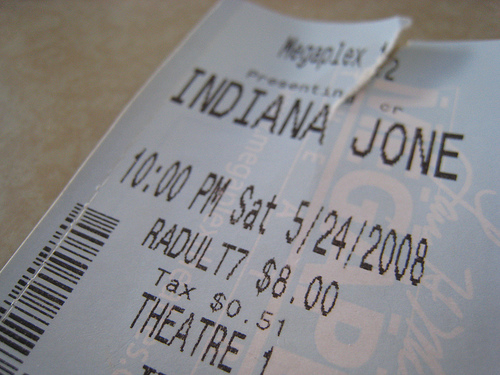 Megaplex 12
Presenting
INDIANA JONE
10:00 PM Sat 5/24/2008
RADULT7 $8.00
Tax $0.51
THEATRE 1